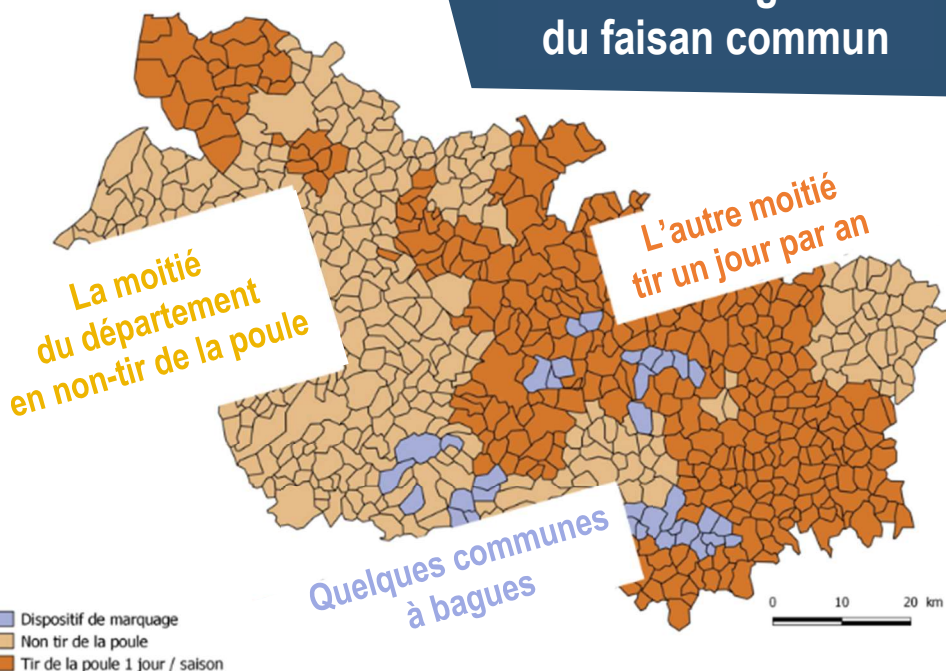 du faisan commun
L'autre moitié
tir un jour par an
La moitié
du département
en non-tir de la poule
Quelques communes
à bagues
Dispositif de marquage
Non tir de la poule
Tir de la poule 1 jour / saison
0 10 20 km